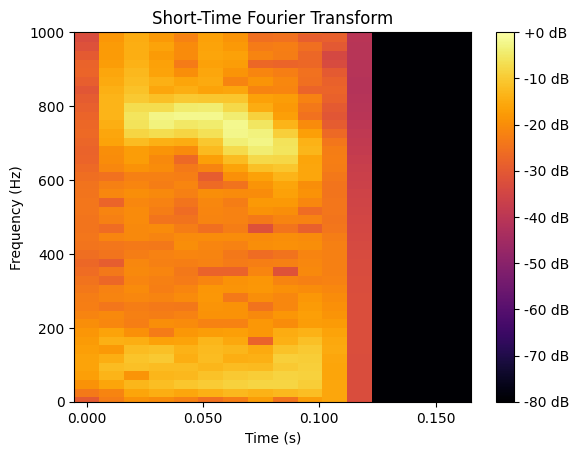 Short-Time Fourier Transform
Frequency (Hz)
1000
800
600
400
200
0
0.000
0.050
0.100
0.150
Time (s)
+0 dB
-10 dB
-20 dB
-30 dB
-40 dB
-50 dB
-60 dB
-70 dB
-80 dB